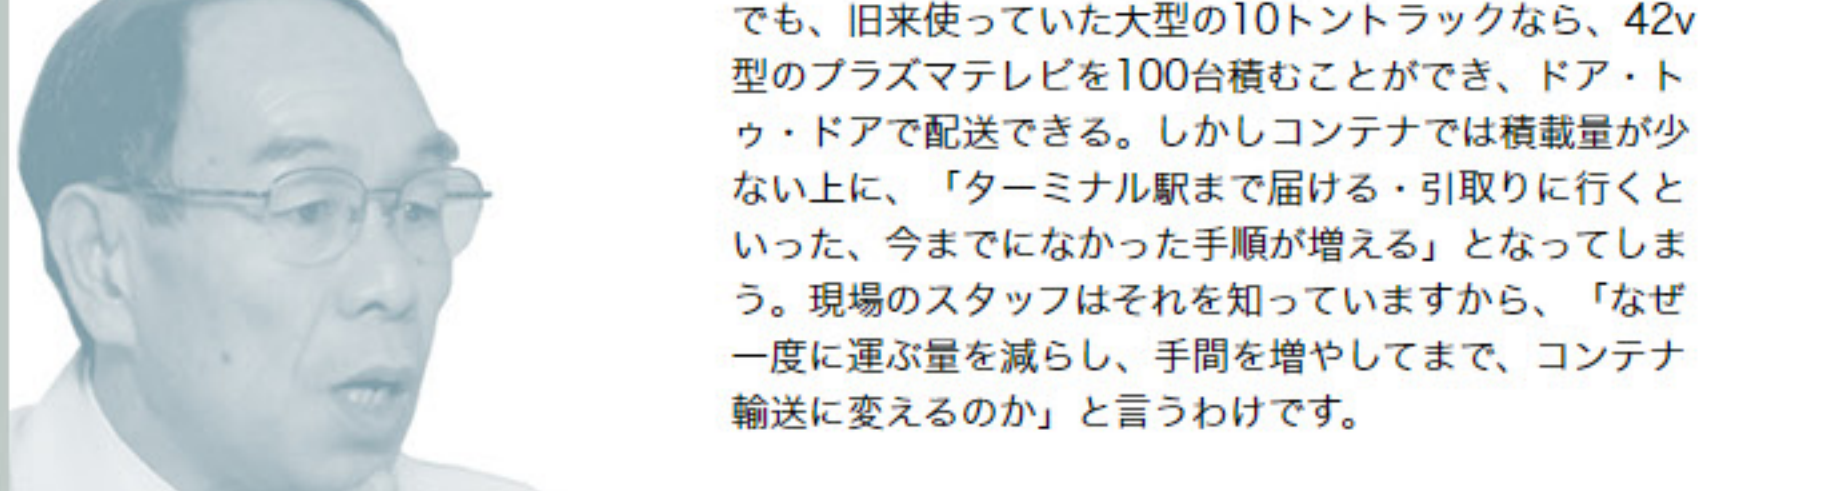 でも、旧来使っていた大型の10トントラックなら、42v
型のプラズマテレビを100台積むことができ、ドア・ト
ゥ・ドアで配送できる。しかしコンテナでは積載量が少
ない上に、「ターミナル駅まで届ける・引取りに行くと
いった、今までになかった手順が増える」となってしま
う。現場のスタッフはそれを知っていますから、「なぜ
一度に運ぶ量を減らし、手間を増やしてまで、コンテナ
輸送に変えるのか」と言うわけです。